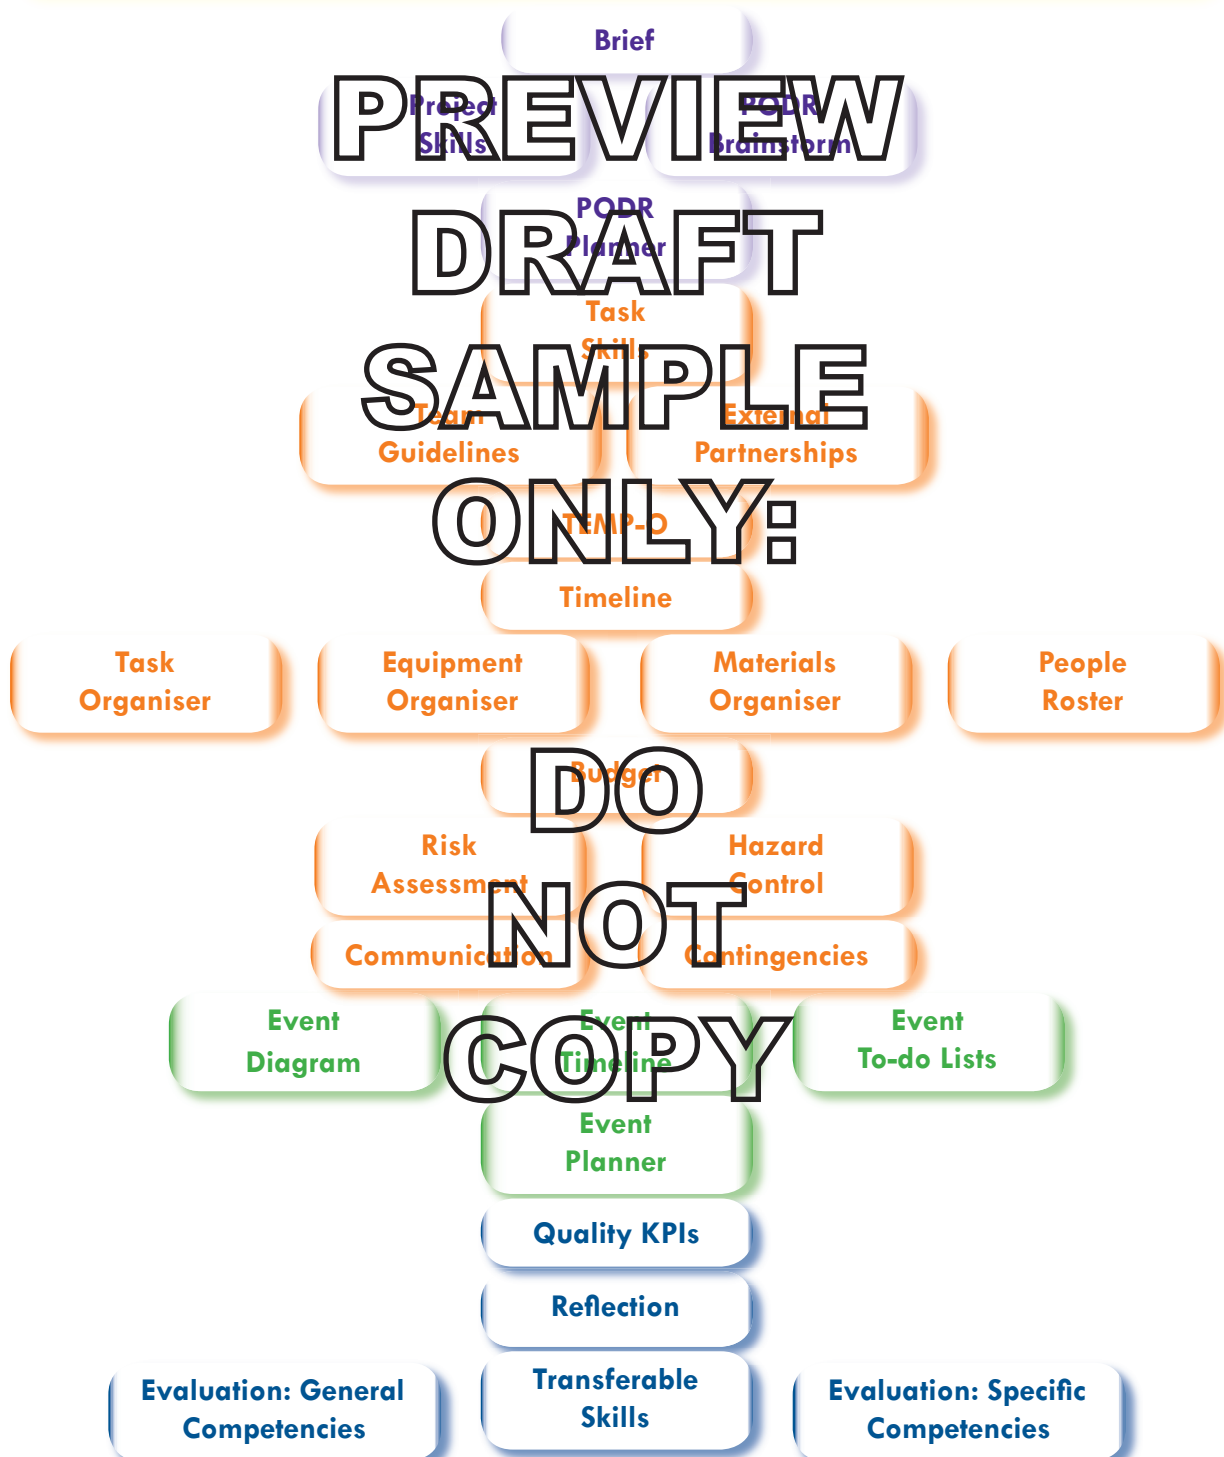 Brief
PREVIEW
Project
Skills
PODR
Brainstorm
PODR
Planner
DRAFT
Task
Skills
SAMPLE
Team
Guidelines
External
Partnerships
ONLY:
TEMP-O
Timeline
Task
Organiser
Equipment
Organiser
Materials
Organiser
People
Roster
DO
Budget
Risk
Assessment
Hazard
Control
NOT
Communication
Contingencies
Event
Diagram
Event
Timeline
Event
To-do Lists
COPY
Event
Planner
Quality KPIs
Reflection
Evaluation: General
Competencies
Transferable
Skills
Evaluation: Specific
Competencies